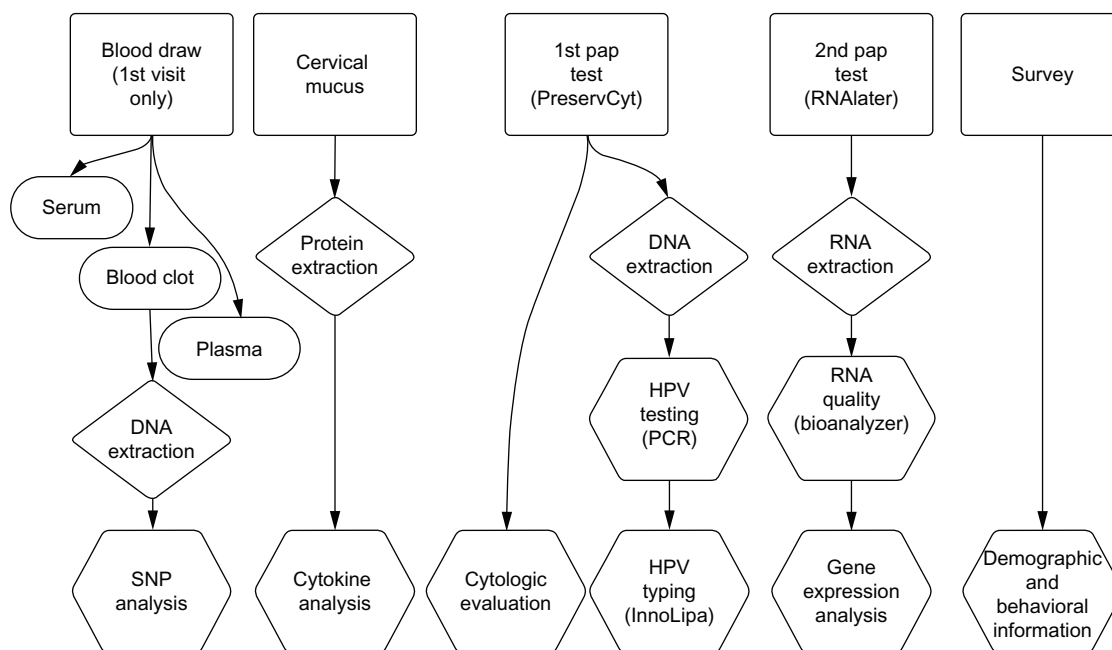 Blood draw
(1st visit
only)
Cervical
mucus
1st pap
test
(PreservCyt)
2nd pap
test
(RNAlater)
Survey
Serum
Blood clot
Plasma
Protein
extraction
DNA
extraction
RNA
extraction
DNA
extraction
HPV
testing
(PCR)
RNA
quality
(bioanalyzer)
SNP
analysis
Cytokine
analysis
Cytologic
evaluation
HPV
typing
(InnoLipa)
Gene
expression
analysis
Demographic
and
behavioral
information